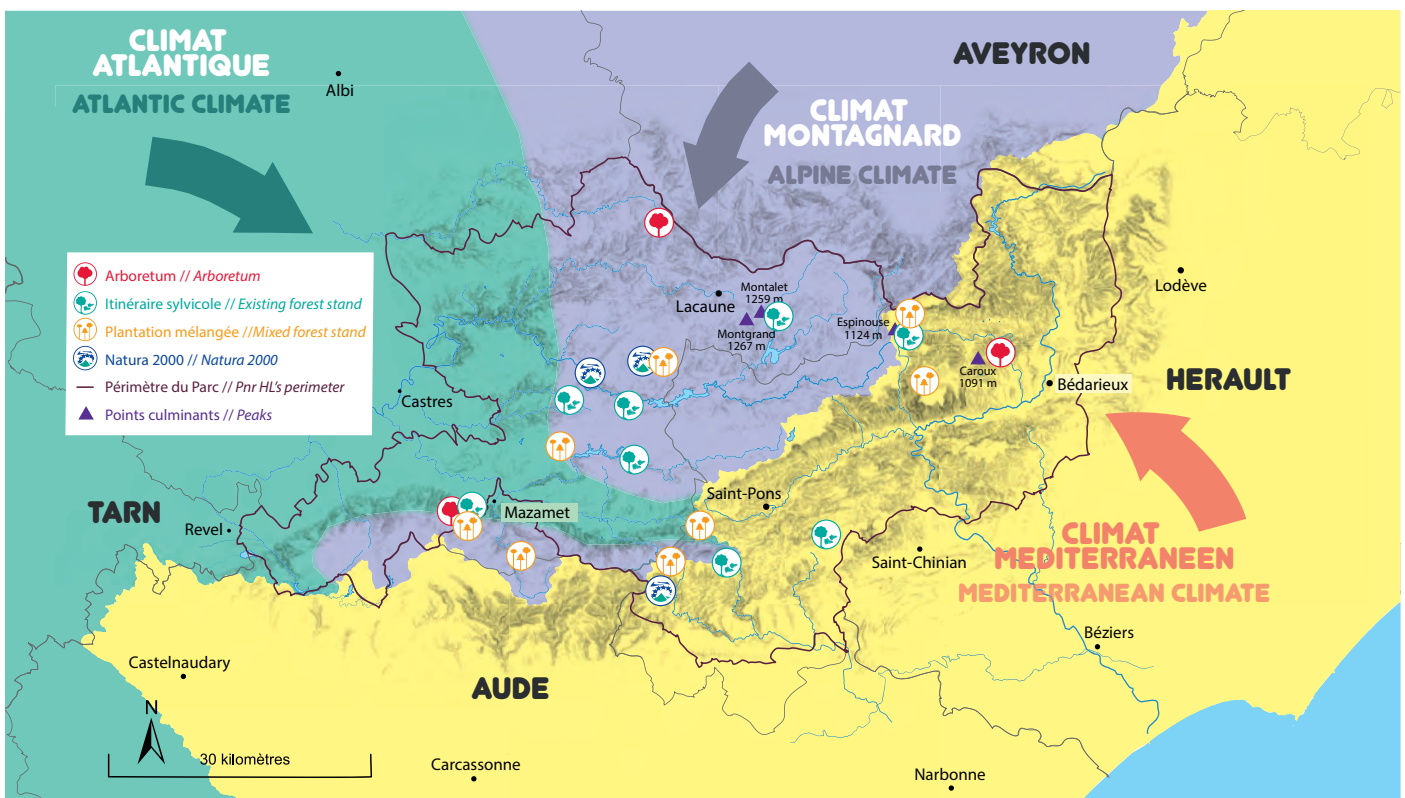 CLIMAT
ATLANTIQUE
ATLANTIC CLIMATE
Albi
AVEYRON
CLIMAT
MONTAGNARD
ALPINE CLIMATE
Arboretum // Arboretum
Itinéraire sylvicole // Existing forest stand
Plantation mélangée //Mixed forest stand
Natura 2000 // Natura 2000
Périmètre du Parc // Pnr HL's perimeter
Points culminants // Peaks
Lacaune
Montalet
1259 m
Montgrand
1267 m
Espinouse
1124 m
Caroux
1091 m
Lodève
Bédarieux
HERAULT
Castres
TARN
Revel
Mazamet
Saint-Pons
Saint-Chinian
CLIMAT
MEDITERRANEEN
MEDITERRANEAN CLIMATE
Béziers
Castelnaudary
AUDE
N
30 kilomètres
Carcassonne
Narbonne